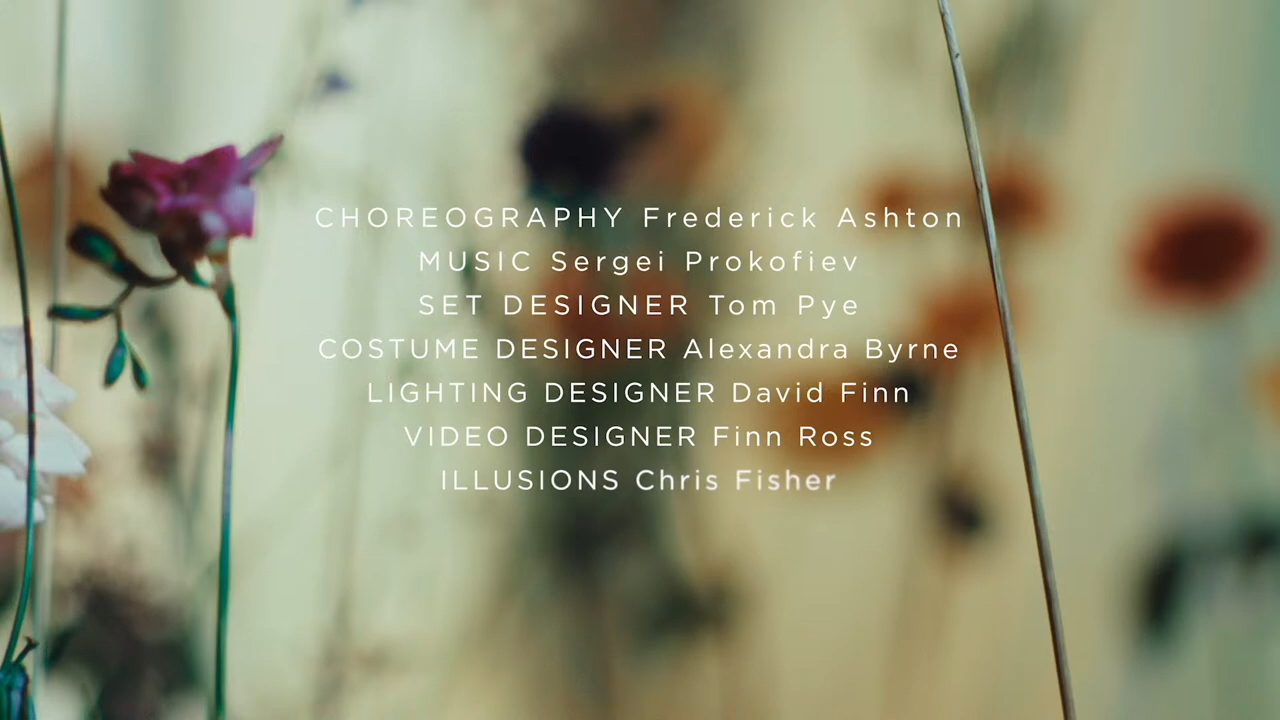 CHOREOGRAPHY Frederick Ashton
MUSIC Sergei Prokofiev
SET DESIGNER Tom Pye
COSTUME DESIGNER Alexandra Byrne
LIGHTING DESIGNER David Finn
VIDEO DESIGNER Finn Ross
ILLUSIONS Chris Fisher